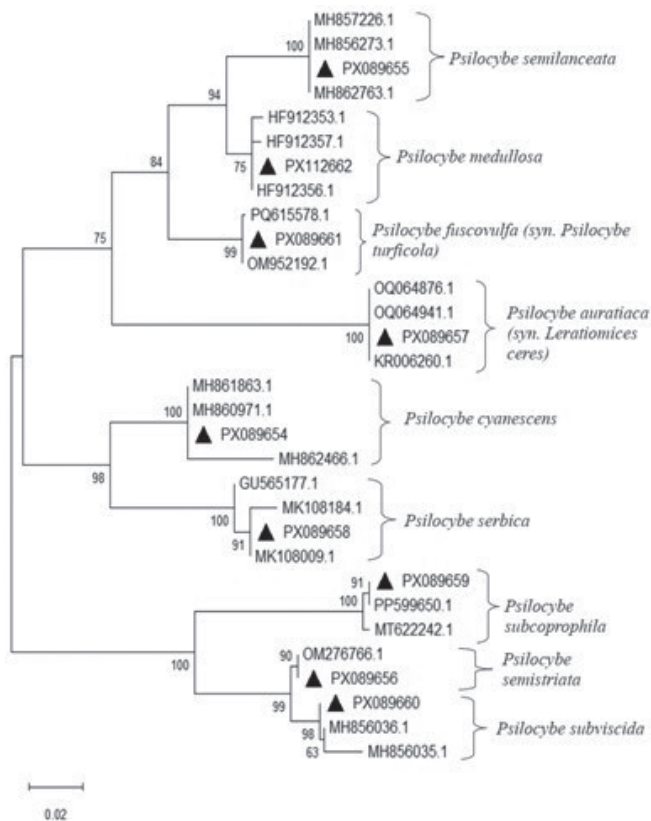 MH857226.1
100
MH856273.1
PX089655
Psilocybe semilanceata
MH862763.1
94
HF912353.1
HF912357.1
75
PX112662
Psilocybe medullosa
HF912356.1
84
PQ615578.1
99
PX089661
Psilocybe fuscovulfa (syn. Psilocybe
turficola)
OM952192.1
75
OQ064876.1
OQ064941.1
100
PX089657
Psilocybe auratiaca
(syn. Leratiomices
ceres)
KR006260.1
MH861863.1
100
MH860971.1
PX089654
Psilocybe cyanescens
MH862466.1
98
GU565177.1
100
MK108184.1
91
PX089658
Psilocybe serbica
MK108009.1
91
PX089659
100
PP599650.1
Psilocybe
subcoprophila
MT622242.1
100
90
OM276766.1
PX089656
Psilocybe
semistriata
99
PX089660
98
MH856036.1
Psilocybe subviscida
63
MH856035.1
0.02